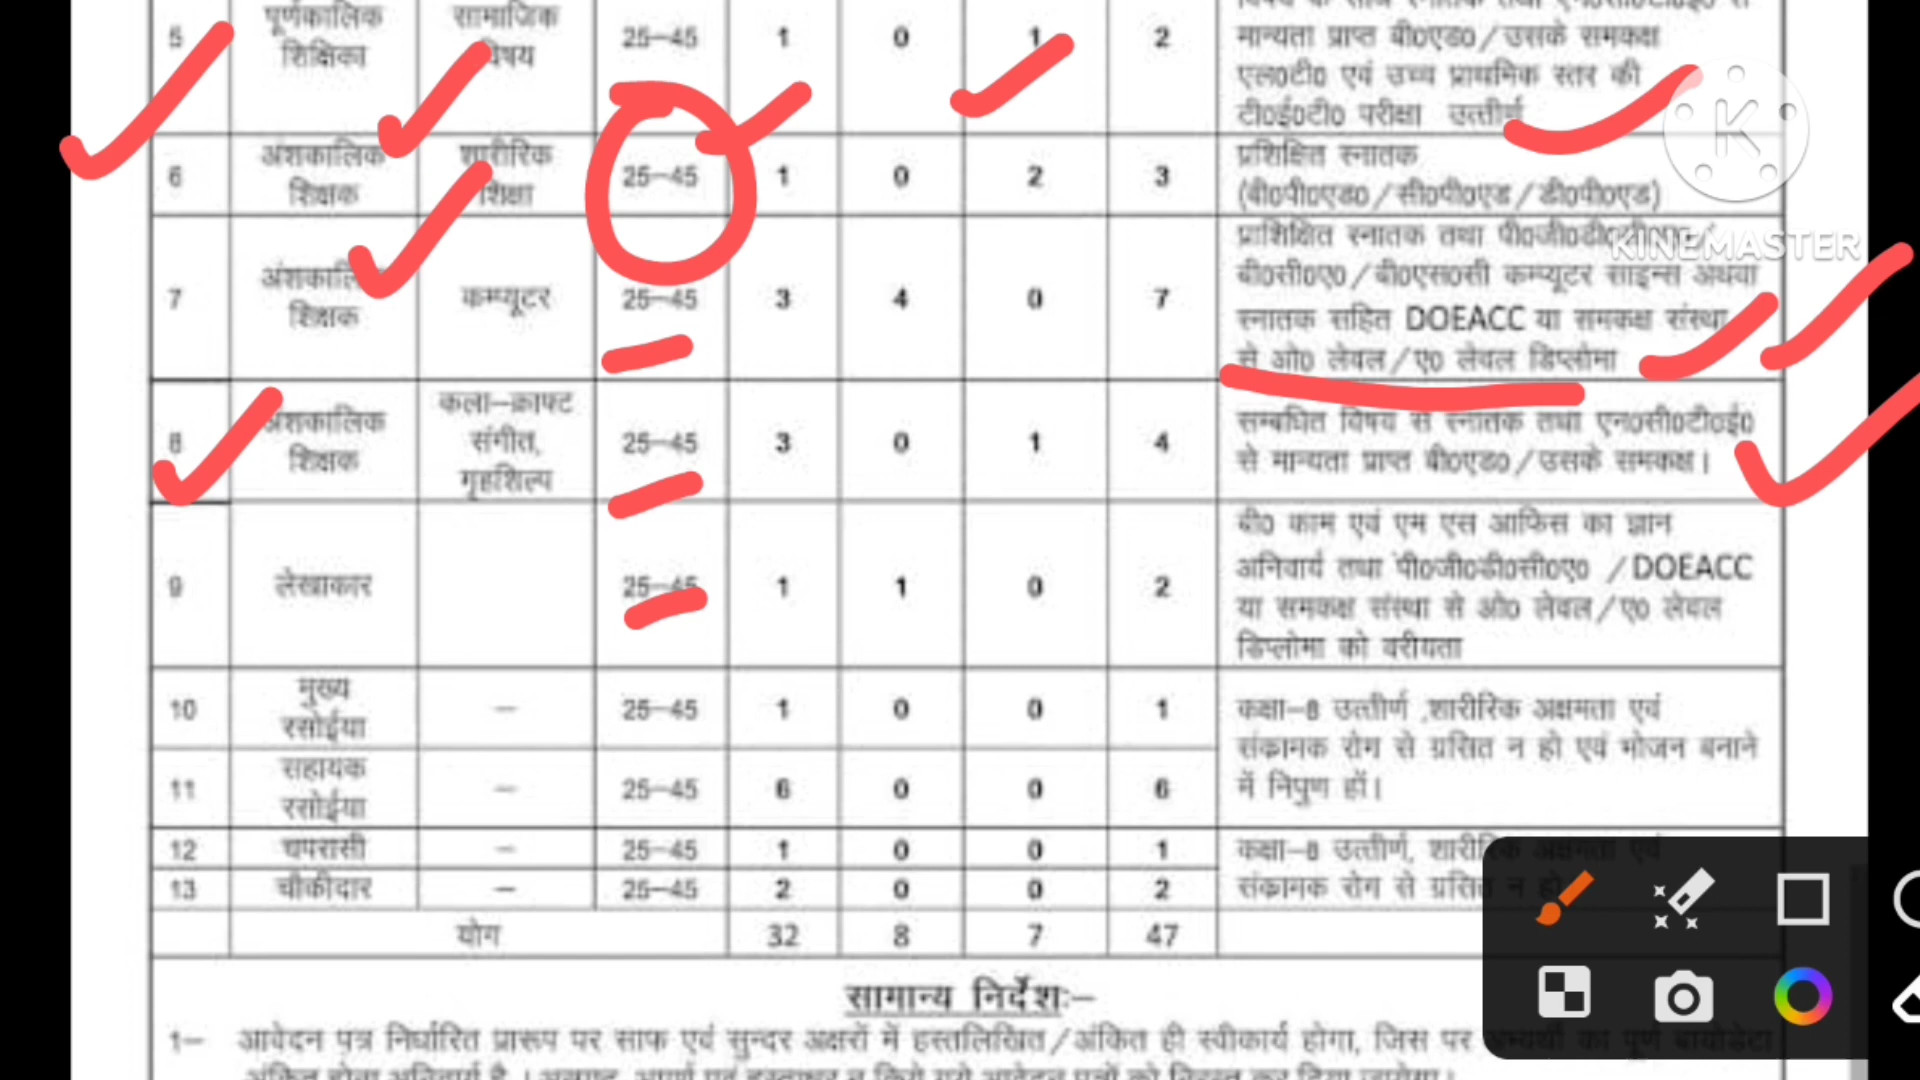 5 पूर्णकालिक शिक्षिका सामाजिक विषय 25–45 1 0 1 2
मान्यता प्राप्त बी0एड0/उसके समकक्ष
एल0टी0 एवं उच्च प्राथमिक स्तर की
टी0ई0टी0 परीक्षा उत्तीर्ण
6 अंशकालिक शिक्षक शारीरिक शिक्षा 25–45 1 0 2 3
प्रशिक्षित स्नातक
(बी0पी0एड0/सी0पी0एड/डी0पी0एड)
7 अंशकालिक शिक्षक कम्प्यूटर 25–45 3 4 0 7
प्राशिक्षित स्नातक तथा
बी0सी0ए0/बी0एस0सी कम्प्यूटर साइन्स अथवा
स्नातक सहित DOEACC या समकक्ष संस्था
से ओ0 लेवल/ए0 लेवल डिप्लोमा
8 अंशकालिक शिक्षक कला–क्राफ्ट संगीत, गृहशिल्प 25–45 3 0 1 4
सम्बधित विषय से स्नातक तथा एन0सी0टी0ई0
से मान्यता प्राप्त बी0एड0/उसके समकक्ष।
9 लेखाकार 25–45 1 1 0 2
बी0 काम एवं एम एस आफिस का ज्ञान
अनिवार्य तथा पी0जी0डी0सी0ए0 /DOEACC
या समकक्ष संस्था से ओ0 लेवल/ए0 लेवल
डिप्लोमा को वरीयता
10 मुख्य रसोईया – 25–45 1 0 0 1
कक्षा–8 उत्तीर्ण ,शारीरिक अक्षमता एवं
संक्रामक रोग से ग्रसित न हो एवं भोजन बनाने
में निपुण हों।
11 सहायक रसोईया – 25–45 6 0 0 6
12 चपरासी – 25–45 1 0 0 1
कक्षा–8 उत्तीर्ण, शारीरिक अक्षमता एवं
13 चौकीदार – 25–45 2 0 0 2
संक्रामक रोग से ग्रसित न हो
योग 32 8 7 47
सामान्य निर्देशः–
1– आवेदन पत्र निर्धारित प्रारूप पर साफ एवं सुन्दर अक्षरों में हस्तलिखित/अंकित ही स्वीकार्य होगा, जिस पर अभ्यर्थी का पूर्ण बायोडेटा
K
KINEMASTER